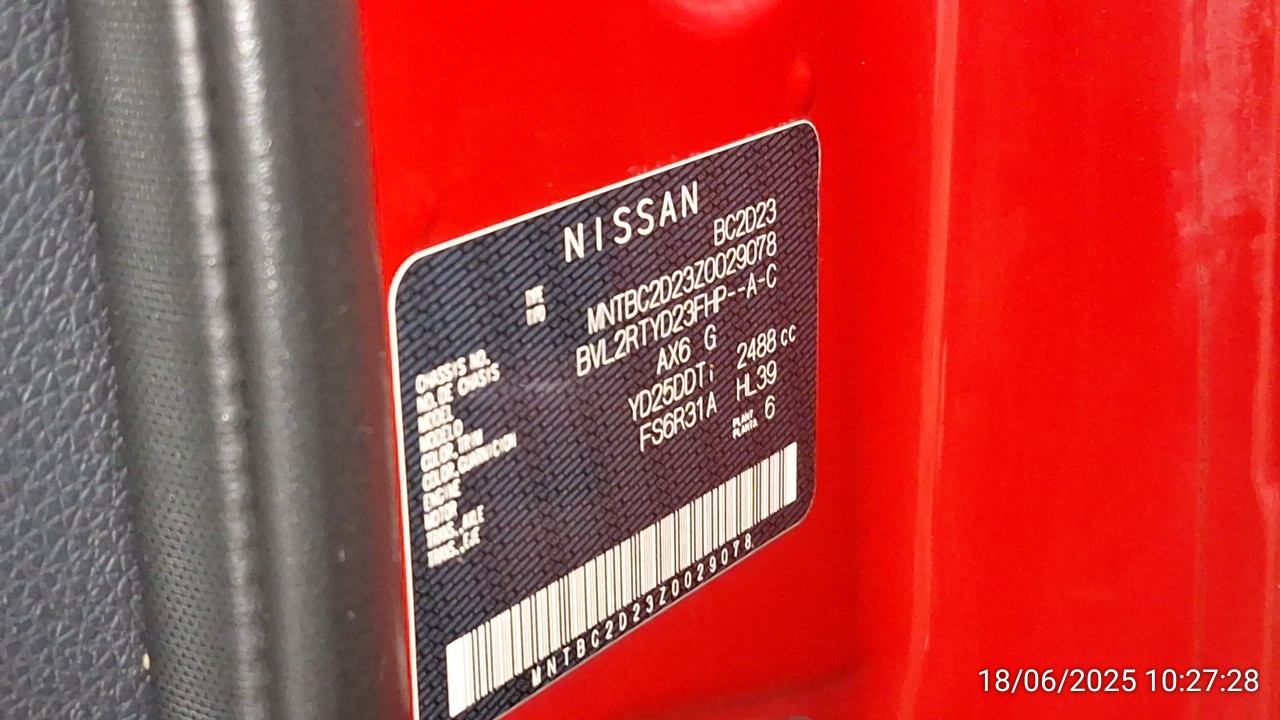 NISSAN
TYPE BC2D23
TIPO
CHASSIS NO. MNTBC2D23Z0029078
NO. DE CHASIS
MODEL BVL2RTYD23FHP--A-C
MODELO
COLOR, TRIM AX6 G
COLOR, GUARNICION
ENGINE YD25DDTi 2488 cc
MOTOR
TRANS., AXLE FS6R31A HL39
TRANS., EJE PLANT 6
PLANTA
MNTBC2D23Z0029078
18/06/2025 10:27:28